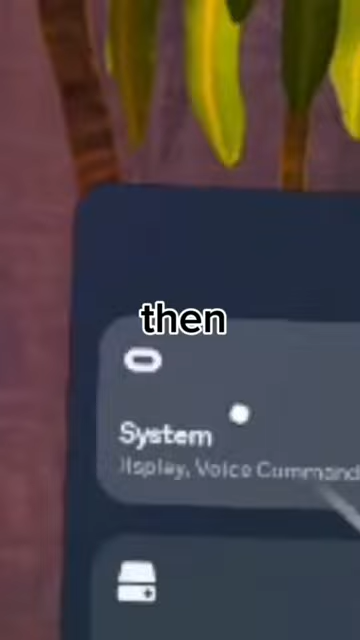 then
System
Display, Voice Command